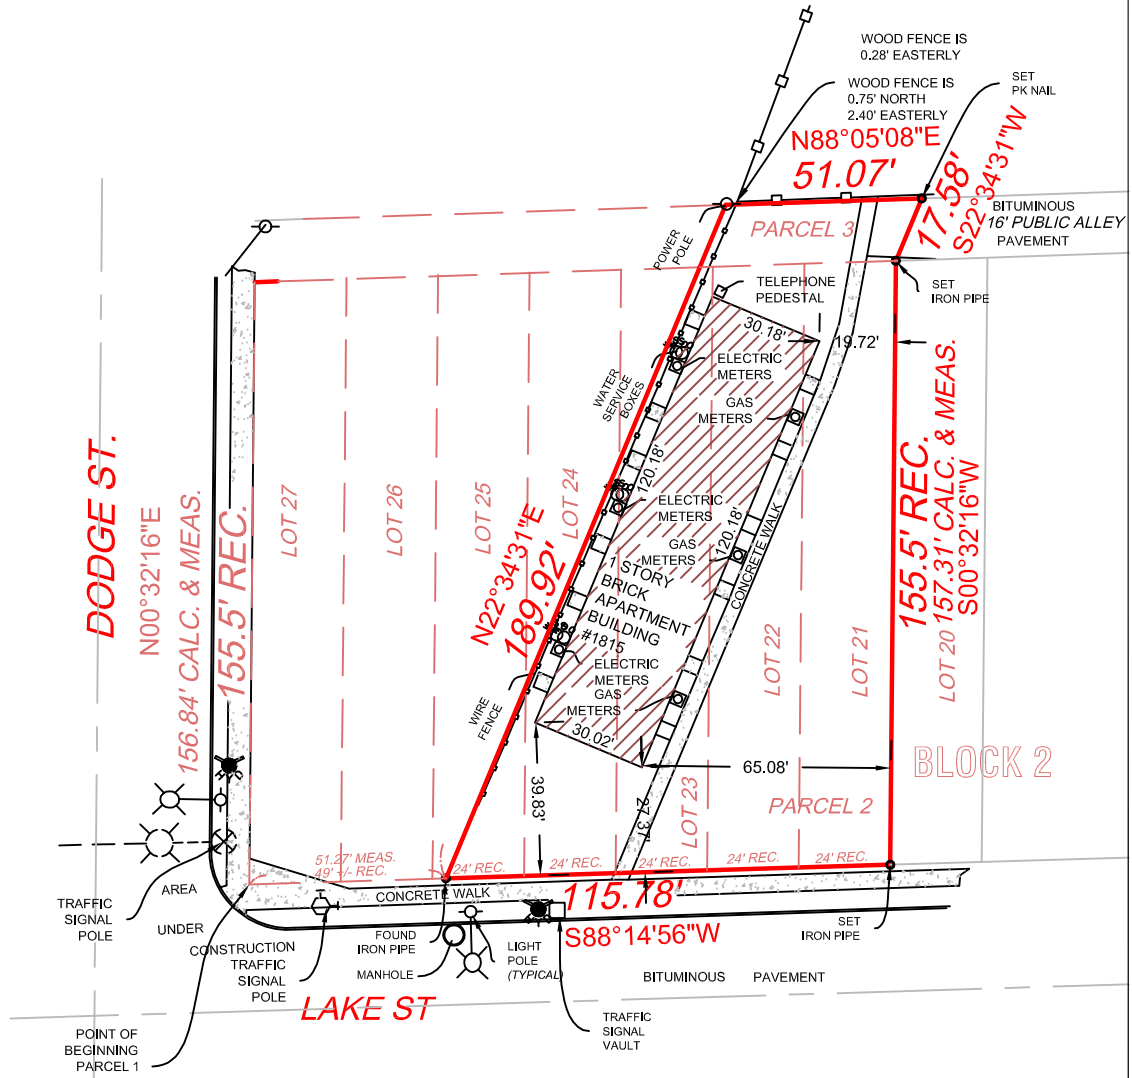 WOOD FENCE IS
0.28' EASTERLY
WOOD FENCE IS
0.75' NORTH
2.40' EASTERLY
SET
PK NAIL
N88°05'08"E
51.07'
17.58'
S22°34'31"W
BITUMINOUS
16' PUBLIC ALLEY
PAVEMENT
PARCEL 3
POWER
POLE
TELEPHONE
PEDESTAL
SET
IRON PIPE
30.18'
19.72'
ELECTRIC
METERS
GAS
METERS
WATER
SERVICE
BOXES
120.18'
ELECTRIC
METERS
GAS
METERS
120.18'
CONCRETE WALK
1 STORY
BRICK
APARTMENT
BUILDING
#1815
ELECTRIC
METERS
GAS
METERS
WIRE
FENCE
30.02'
39.83'
27.37'
65.08'
DODGE ST.
N00°32'16"E
156.84' CALC. & MEAS.
155.5' REC.
LOT 27
LOT 26
LOT 25
LOT 24
N22°34'31"E
189.92'
LOT 23
LOT 22
LOT 21
LOT 20
155.5' REC.
157.31' CALC. & MEAS.
S00°32'16"W
BLOCK 2
PARCEL 2
51.27' MEAS.
49' +/- REC.
24' REC.
24' REC.
24' REC.
24' REC.
24' REC.
CONCRETE WALK
115.78'
S88°14'56"W
TRAFFIC
SIGNAL
POLE
AREA
UNDER
CONSTRUCTION
TRAFFIC
SIGNAL
POLE
FOUND
IRON PIPE
MANHOLE
LIGHT
POLE
(TYPICAL)
SET
IRON PIPE
BITUMINOUS PAVEMENT
LAKE ST
TRAFFIC
SIGNAL
VAULT
POINT OF
BEGINNING
PARCEL 1